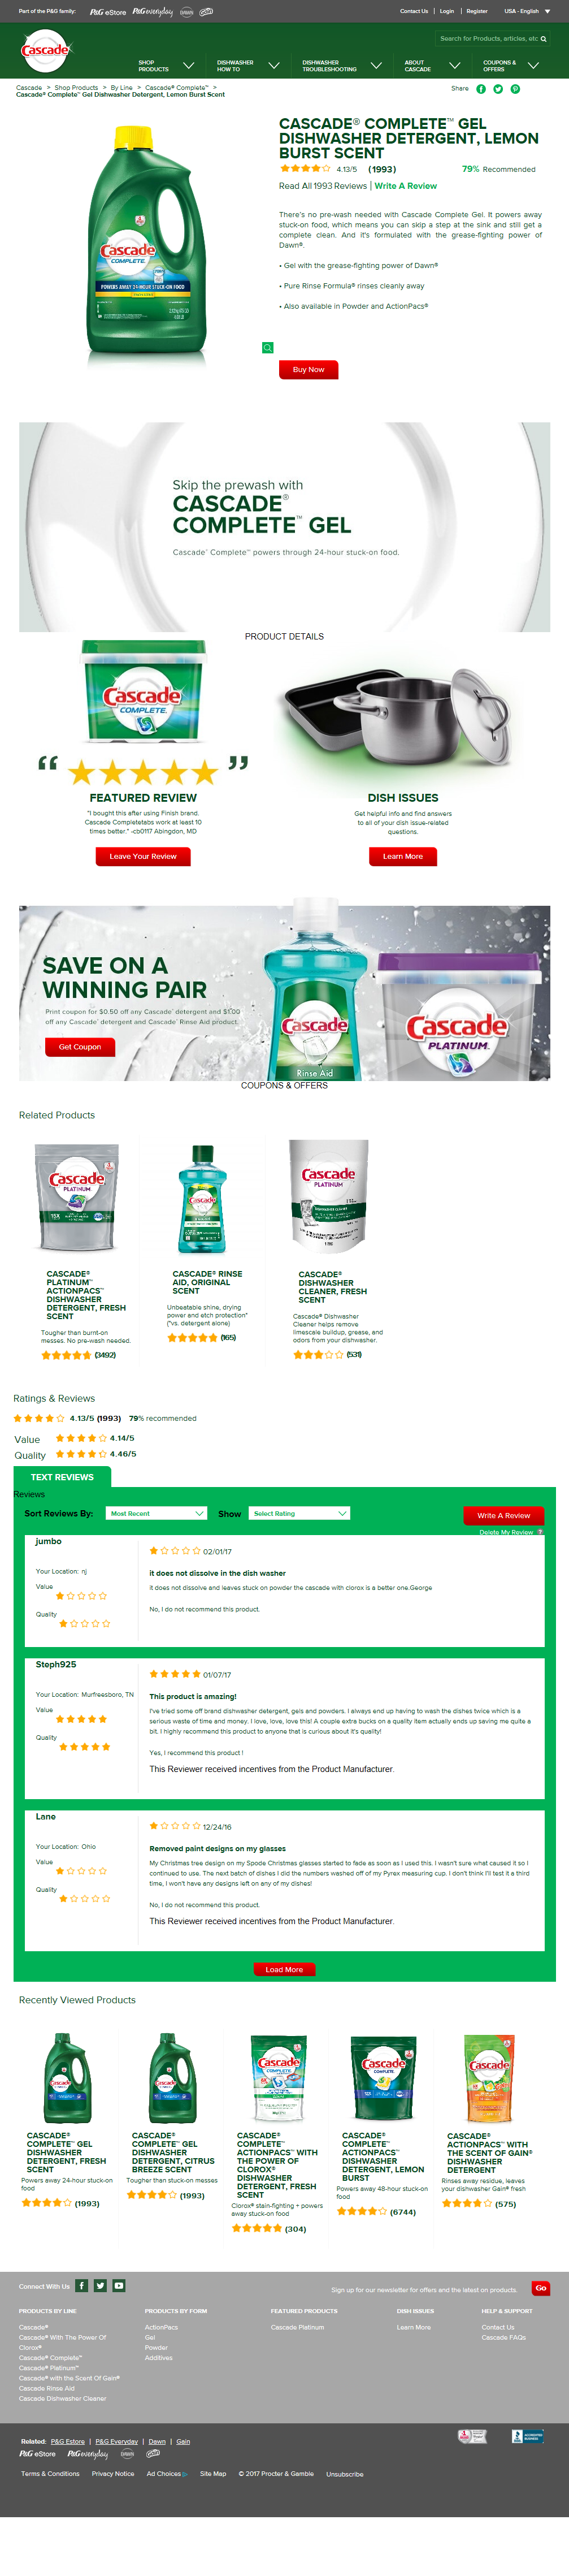 Part of the P&G family: P&G eStore P&G everyday DAWN
Contact Us | Login | Register USA - English
Cascade
Search for Products, articles, etc
SHOP PRODUCTS
DISHWASHER HOW TO
DISHWASHER TROUBLESHOOTING
ABOUT CASCADE
COUPONS & OFFERS
Cascade > Shop Products > By Line > Cascade® Complete™ >
Cascade® Complete™ Gel Dishwasher Detergent, Lemon Burst Scent
Share
Cascade
COMPLETE
POWERS AWAY 24-HOUR STUCK-ON FOOD
CASCADE® COMPLETE™ GEL
DISHWASHER DETERGENT, LEMON
BURST SCENT
4.13/5 (1993) 79% Recommended
Read All 1993 Reviews | Write A Review
There's no pre-wash needed with Cascade Complete Gel. It powers away
stuck-on food, which means you can skip a step at the sink and still get a
complete clean. And it's formulated with the grease-fighting power of
Dawn®.
• Gel with the grease-fighting power of Dawn®
• Pure Rinse Formula® rinses cleanly away
• Also available in Powder and ActionPacs®
Buy Now
Skip the prewash with
CASCADE®
COMPLETE™ GEL
Cascade® Complete™ powers through 24-hour stuck-on food.
PRODUCT DETAILS
Cascade
COMPLETE
“ ”
FEATURED REVIEW
"I bought this after using Finish brand.
Cascade Completetabs work at least 10
times better." -cb0117 Abingdon, MD
Leave Your Review
DISH ISSUES
Get helpful info and find answers
to all of your dish issue-related
questions.
Learn More
SAVE ON A
WINNING PAIR
Print coupon for $0.50 off any Cascade® detergent and $1.00
off any Cascade® detergent and Cascade® Rinse Aid product.
Get Coupon
Cascade
Rinse Aid
Cascade
PLATINUM
COUPONS & OFFERS
Related Products
Cascade
PLATINUM
Cascade
Cascade
PLATINUM
DISHWASHER CLEANER
CASCADE®
PLATINUM™
ACTIONPACS™
DISHWASHER
DETERGENT, FRESH
SCENT
Tougher than burnt-on
messes. No pre-wash needed.
(3492)
CASCADE® RINSE
AID, ORIGINAL
SCENT
Unbeatable shine, drying
power and etch protection*
(*vs. detergent alone)
(165)
CASCADE®
DISHWASHER
CLEANER, FRESH
SCENT
Cascade® Dishwasher
Cleaner helps remove
limescale buildup, grease, and
odors from your dishwasher.
(531)
Ratings & Reviews
4.13/5 (1993) 79% recommended
Value 4.14/5
Quality 4.46/5
TEXT REVIEWS
Reviews
Sort Reviews By: Most Recent Show Select Rating
Write A Review
Delete My Review ?
jumbo
Your Location: nj
Value
Quality
02/01/17
it does not dissolve in the dish washer
it does not dissolve and leaves stuck on powder the cascade with clorox is a better one.George
No, I do not recommend this product.
Steph925
Your Location: Murfreesboro, TN
Value
Quality
01/07/17
This product is amazing!
I've tried some off brand dishwasher detergent, gels and powders. I always end up having to wash the dishes twice which is a
serious waste of time and money. I love, love, love this! A couple extra bucks on a quality item actually ends up saving me quite a
bit. I highly recommend this product to anyone that is curious about it's quality!
Yes, I recommend this product !
This Reviewer received incentives from the Product Manufacturer.
Lane
Your Location: Ohio
Value
Quality
12/24/16
Removed paint designs on my glasses
My Christmas tree design on my Spode Christmas glasses started to fade as soon as I used this. I wasn't sure what caused it so I
continued to use. The next batch of dishes I did the numbers washed off of my Pyrex measuring cup. I don't think I'll test it a third
time, I won't have any designs left on any of my dishes!
No, I do not recommend this product.
This Reviewer received incentives from the Product Manufacturer.
Load More
Recently Viewed Products
CASCADE®
COMPLETE™ GEL
DISHWASHER
DETERGENT, FRESH
SCENT
Powers away 24-hour stuck-on
food
(1993)
CASCADE®
COMPLETE™ GEL
DISHWASHER
DETERGENT, CITRUS
BREEZE SCENT
Tougher than stuck-on messes
(1993)
CASCADE®
COMPLETE™
ACTIONPACS™ WITH
THE POWER OF
CLOROX®
DISHWASHER
DETERGENT, FRESH
SCENT
Clorox® stain-fighting + powers
away stuck-on food
(304)
CASCADE®
COMPLETE™
ACTIONPACS™
DISHWASHER
DETERGENT, LEMON
BURST
Powers away 48-hour stuck-on
food
(6744)
CASCADE®
ACTIONPACS™ WITH
THE SCENT OF GAIN®
DISHWASHER
DETERGENT
Rinses away residue, leaves
your dishwasher Gain® fresh
(575)
Connect With Us
Sign up for our newsletter for offers and the latest on products. Go
PRODUCTS BY LINE
Cascade®
Cascade® With The Power Of
Clorox®
Cascade® Complete™
Cascade® Platinum™
Cascade® with the Scent Of Gain®
Cascade Rinse Aid
Cascade Dishwasher Cleaner
PRODUCTS BY FORM
ActionPacs
Gel
Powder
Additives
FEATURED PRODUCTS
Cascade Platinum
DISH ISSUES
Learn More
HELP & SUPPORT
Contact Us
Cascade FAQs
Related: P&G Estore | P&G Everyday | Dawn | Gain
P&G eStore P&G everyday DAWN
Terms & Conditions Privacy Notice Ad Choices Site Map © 2017 Procter & Gamble Unsubscribe